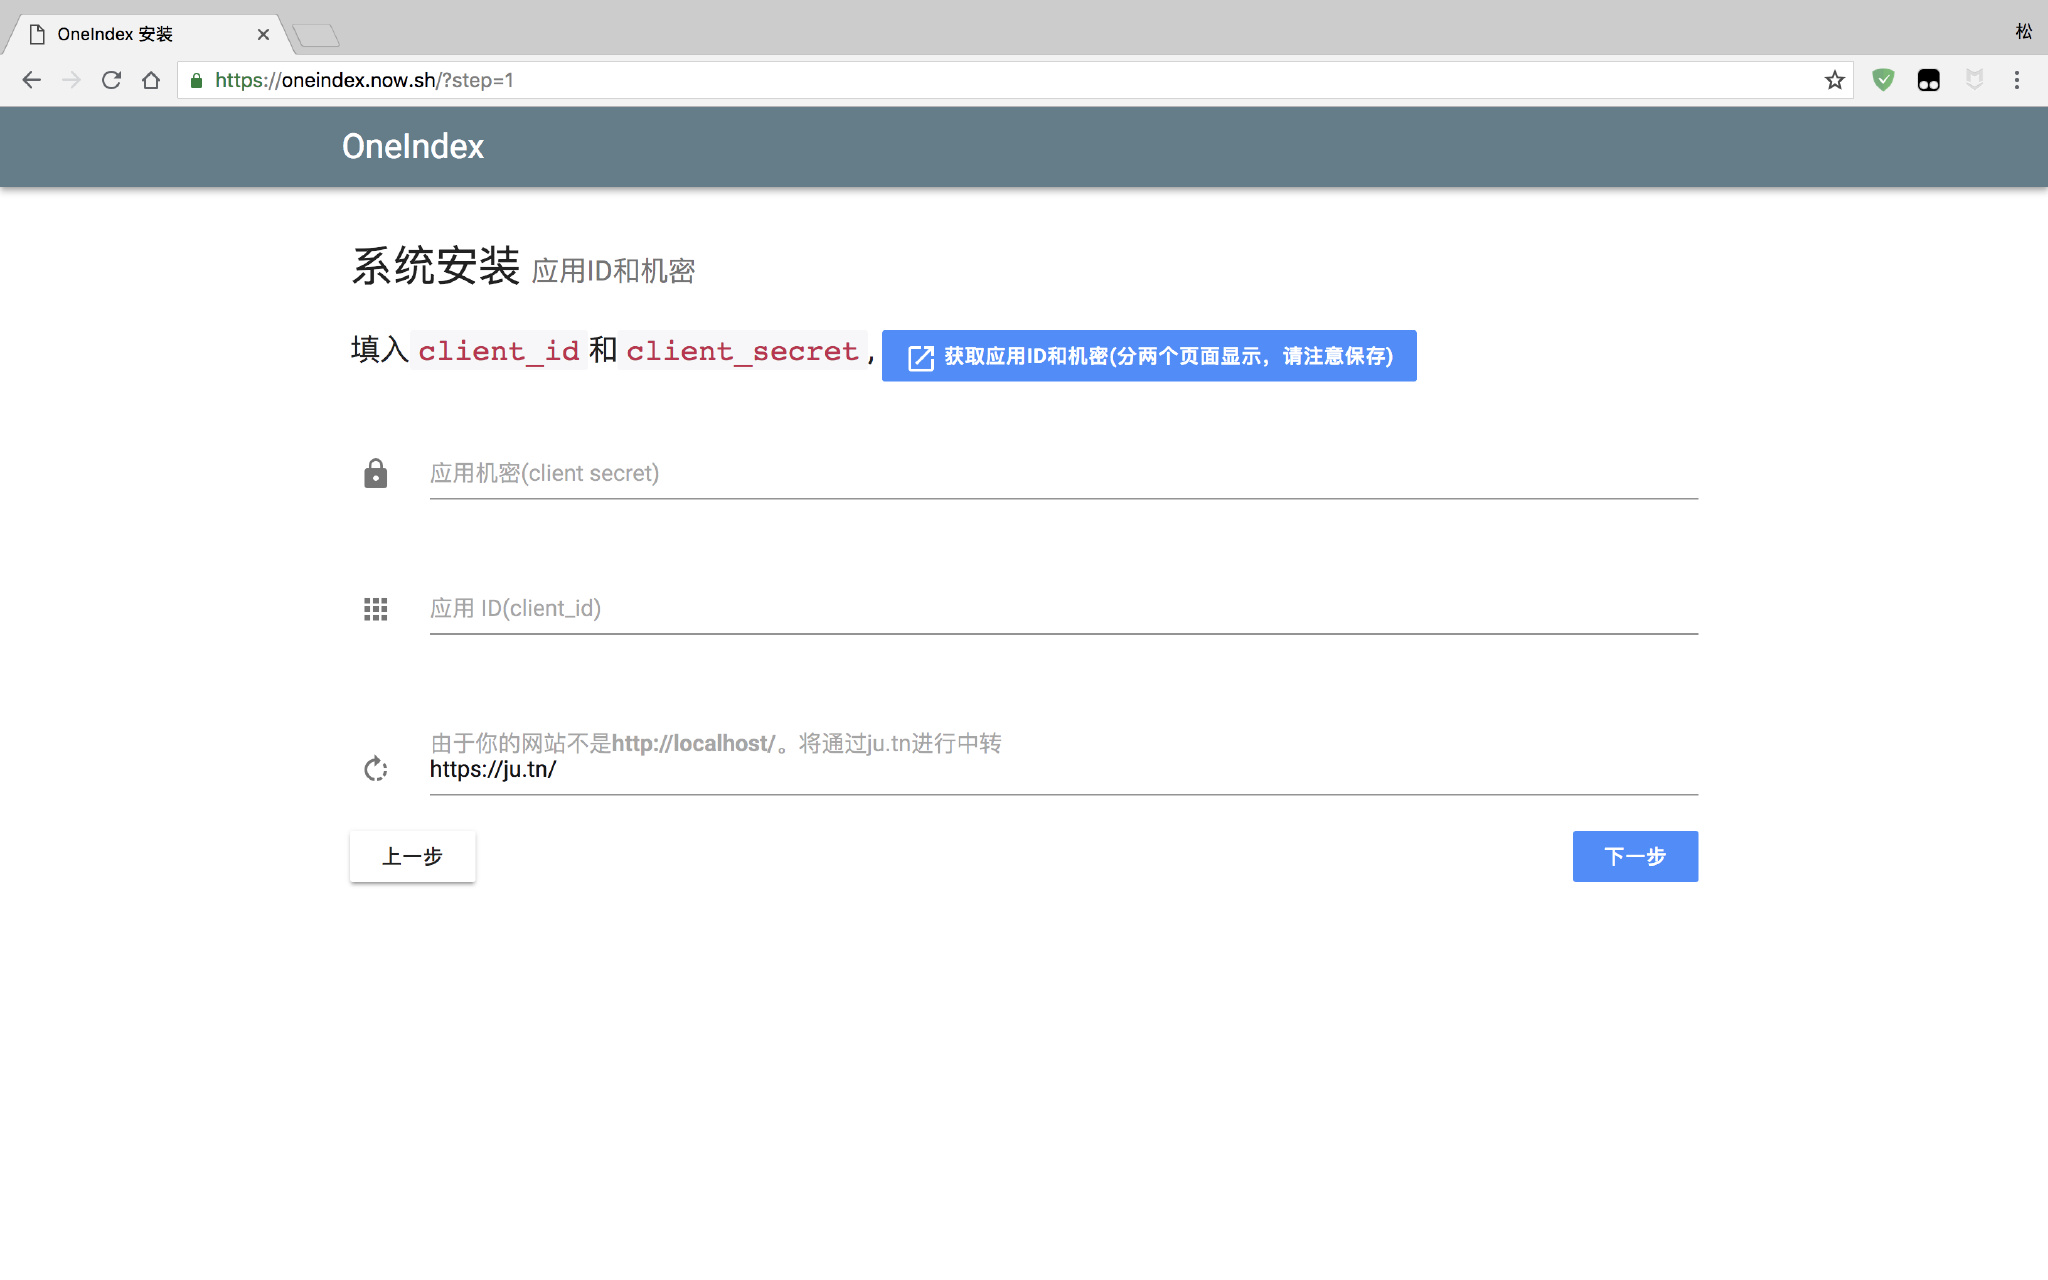 OneIndex 安装
松
https://oneindex.now.sh/?step=1
OneIndex
系统安装 应用ID和机密
填入 client_id 和 client_secret , 获取应用ID和机密(分两个页面显示，请注意保存)
应用机密(client secret)
应用 ID(client_id)
由于你的网站不是http://localhost/。将通过ju.tn进行中转
https://ju.tn/
上一步 下一步